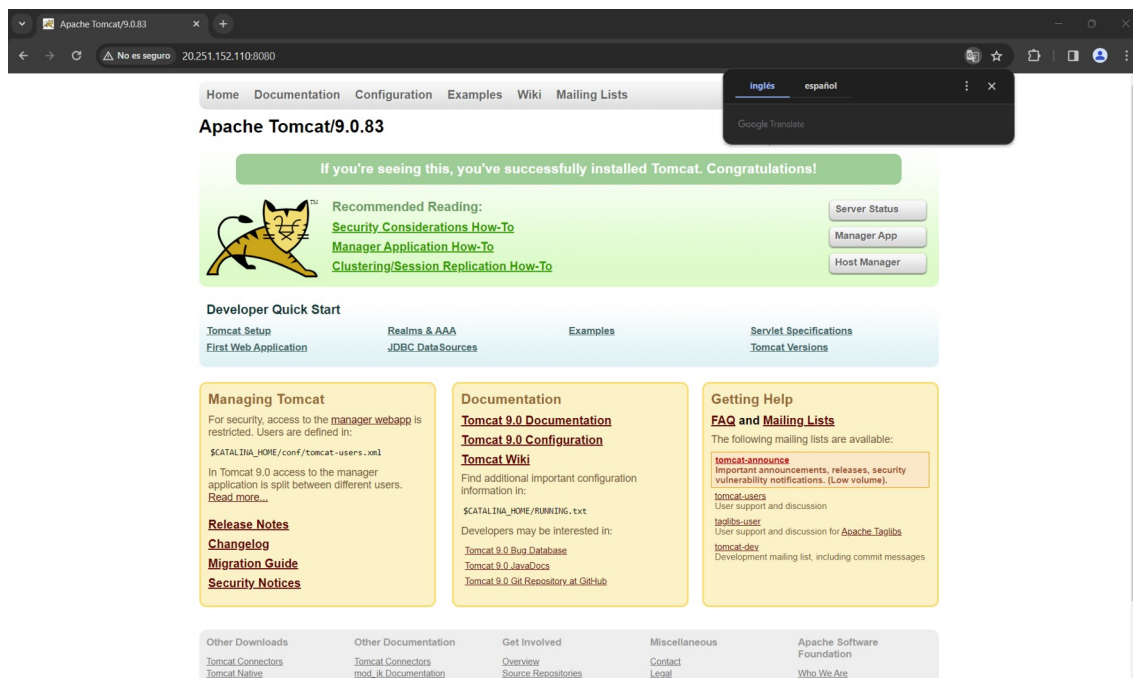 Apache Tomcat/9.0.83
No es seguro 20.251.152.110:8080
inglés español
Google Translate
Home Documentation Configuration Examples Wiki Mailing Lists
Apache Tomcat/9.0.83
If you're seeing this, you've successfully installed Tomcat. Congratulations!
TM
Recommended Reading:
Security Considerations How-To
Manager Application How-To
Clustering/Session Replication How-To
Server Status
Manager App
Host Manager
Developer Quick Start
Tomcat Setup
First Web Application
Realms & AAA
JDBC DataSources
Examples
Servlet Specifications
Tomcat Versions
Managing Tomcat
For security, access to the manager webapp is
restricted. Users are defined in:
$CATALINA_HOME/conf/tomcat-users.xml
In Tomcat 9.0 access to the manager
application is split between different users.
Read more...
Release Notes
Changelog
Migration Guide
Security Notices
Documentation
Tomcat 9.0 Documentation
Tomcat 9.0 Configuration
Tomcat Wiki
Find additional important configuration
information in:
$CATALINA_HOME/RUNNING.txt
Developers may be interested in:
Tomcat 9.0 Bug Database
Tomcat 9.0 JavaDocs
Tomcat 9.0 Git Repository at GitHub
Getting Help
FAQ and Mailing Lists
The following mailing lists are available:
tomcat-announce
Important announcements, releases, security
vulnerability notifications. (Low volume).
tomcat-users
User support and discussion
taglibs-user
User support and discussion for Apache Taglibs
tomcat-dev
Development mailing list, including commit messages
Other Downloads
Tomcat Connectors
Tomcat Native
Other Documentation
Tomcat Connectors
mod_jk Documentation
Get Involved
Overview
Source Repositories
Miscellaneous
Contact
Legal
Apache Software
Foundation
Who We Are